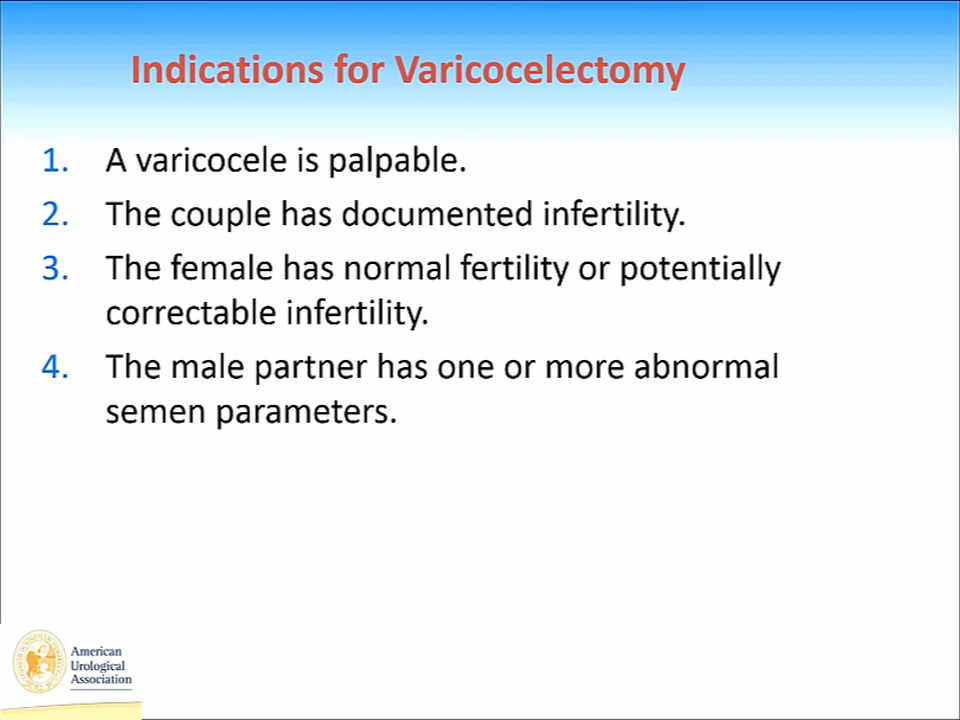 Indications for Varicocelectomy
1. A varicocele is palpable.
2. The couple has documented infertility.
3. The female has normal fertility or potentially
correctable infertility.
4. The male partner has one or more abnormal
semen parameters.
American
Urological
Association